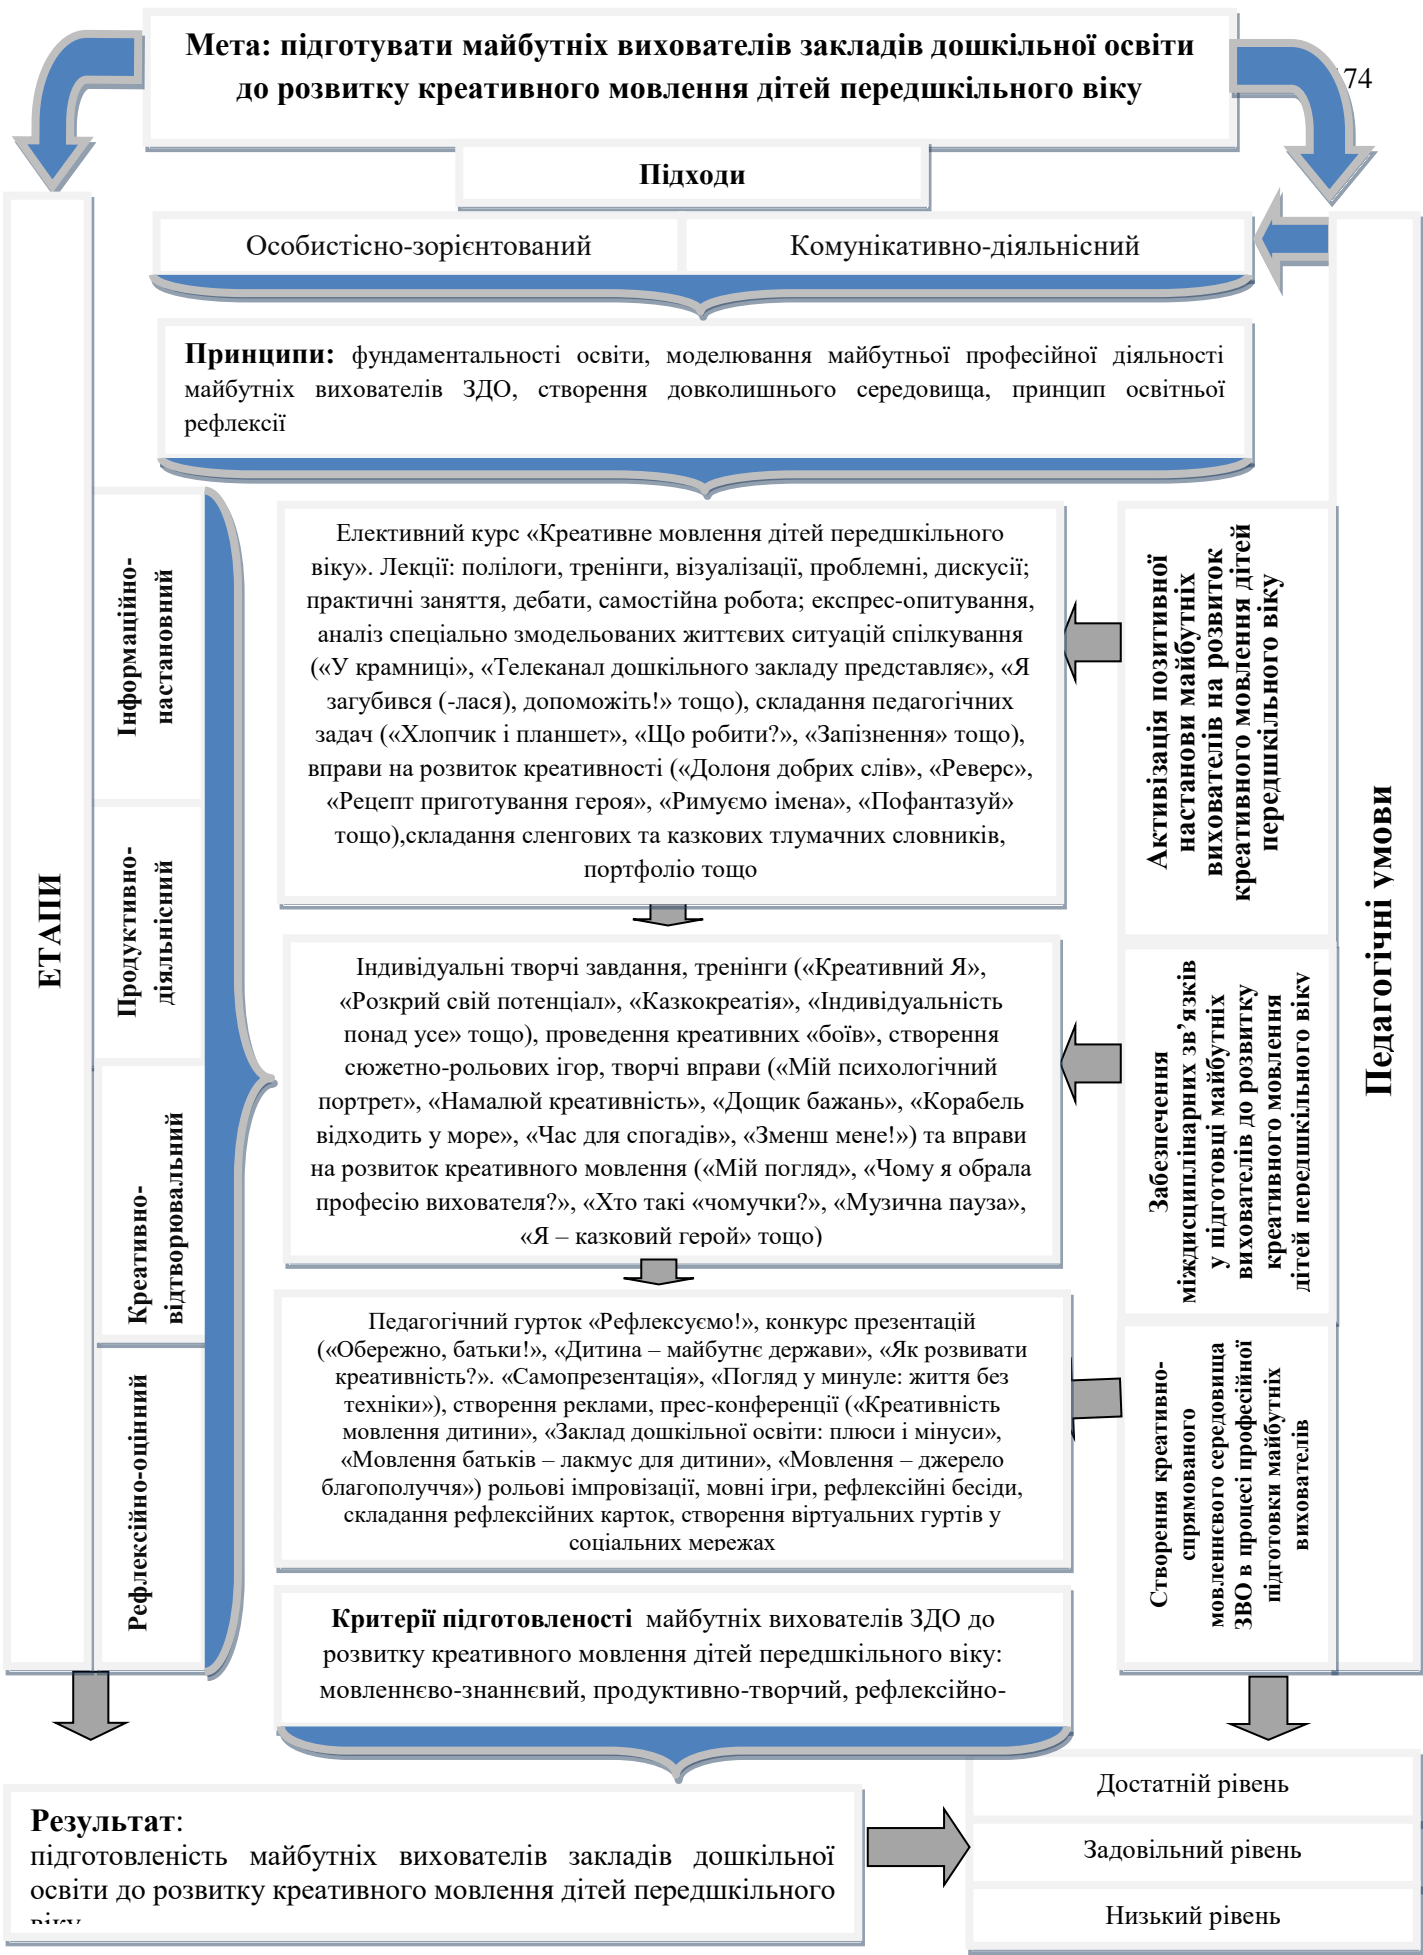 Мета: підготувати майбутніх вихователів закладів дошкільної освіти
до розвитку креативного мовлення дітей передшкільного віку
74
Підходи
Особистісно-зорієнтований
Комунікативно-діяльнісний
Принципи: фундаментальності освіти, моделювання майбутньої професійної діяльності
майбутніх вихователів ЗДО, створення довколишнього середовища, принцип освітньої
рефлексії
ЕТАПИ
Інформаційно-
настановний
Продуктивно-
діяльнісний
Креативно-
відтворювальний
Рефлексійно-оцінний
Елективний курс «Креативне мовлення дітей передшкільного
віку». Лекції: полілоги, тренінги, візуалізації, проблемні, дискусії;
практичні заняття, дебати, самостійна робота; експрес-опитування,
аналіз спеціально змодельованих життєвих ситуацій спілкування
(«У крамниці», «Телеканал дошкільного закладу представляє», «Я
загубився (-лася), допоможіть!» тощо), складання педагогічних
задач («Хлопчик і планшет», «Що робити?», «Запізнення» тощо),
вправи на розвиток креативності («Долоня добрих слів», «Реверс»,
«Рецепт приготування героя», «Римуємо імена», «Пофантазуй»
тощо),складання сленгових та казкових тлумачних словників,
портфоліо тощо
Індивідуальні творчі завдання, тренінги («Креативний Я»,
«Розкрий свій потенціал», «Казкокреатія», «Індивідуальність
понад усе» тощо), проведення креативних «боїв», створення
сюжетно-рольових ігор, творчі вправи («Мій психологічний
портрет», «Намалюй креативність», «Дощик бажань», «Корабель
відходить у море», «Час для спогадів», «Зменш мене!») та вправи
на розвиток креативного мовлення («Мій погляд», «Чому я обрала
професію вихователя?», «Хто такі «чомучки?», «Музична пауза»,
«Я – казковий герой» тощо)
Педагогічний гурток «Рефлексуємо!», конкурс презентацій
(«Обережно, батьки!», «Дитина – майбутнє держави», «Як розвивати
креативність?». «Самопрезентація», «Погляд у минуле: життя без
техніки»), створення реклами, прес-конференції («Креативність
мовлення дитини», «Заклад дошкільної освіти: плюси і мінуси»,
«Мовлення батьків – лакмус для дитини», «Мовлення – джерело
благополуччя») рольові імпровізації, мовні ігри, рефлексійні бесіди,
складання рефлексійних карток, створення віртуальних гуртів у
соціальних мережах
Активізація позитивної
настанови майбутніх
вихователів на розвиток
креативного мовлення дітей
передшкільного віку
Забезпечення
міждисциплінарних зв’язків
у підготовці майбутніх
вихователів до розвитку
креативного мовлення
дітей передшкільного віку
Створення креативно-
спрямованого
мовленнєвого середовища
ЗВО в процесі професійної
підготовки майбутніх
вихователів
Педагогічні умови
Критерії підготовленості майбутніх вихователів ЗДО до
розвитку креативного мовлення дітей передшкільного віку:
мовленнєво-знаннєвий, продуктивно-творчий, рефлексійно-
Результат:
підготовленість майбутніх вихователів закладів дошкільної
освіти до розвитку креативного мовлення дітей передшкільного
віку
Достатній рівень
Задовільний рівень
Низький рівень